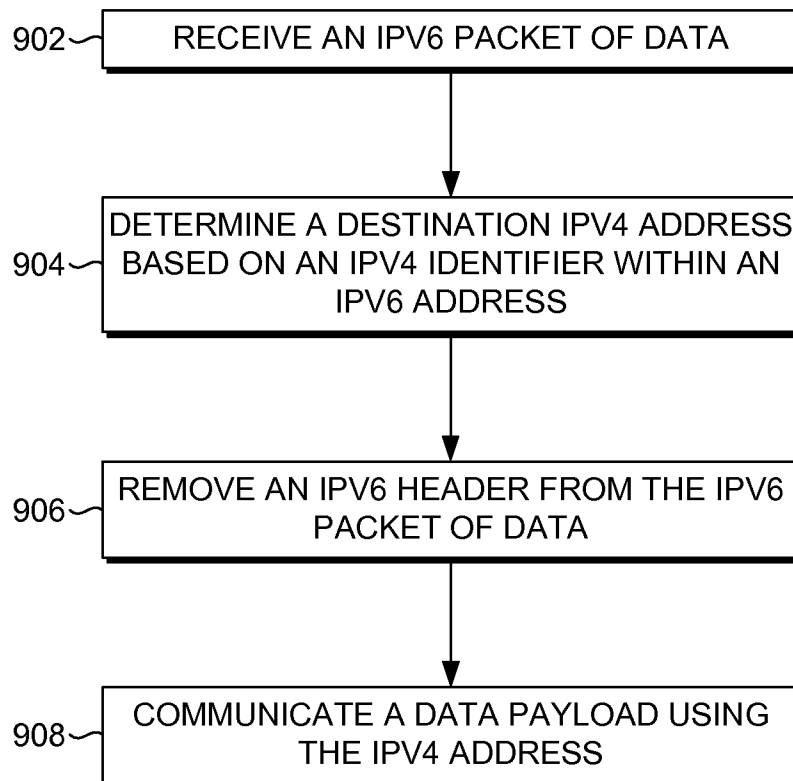 902 RECEIVE AN IPV6 PACKET OF DATA
DETERMINE A DESTINATION IPV4 ADDRESS
904 BASED ON AN IPV4 IDENTIFIER WITHIN AN
IPV6 ADDRESS
906 REMOVE AN IPV6 HEADER FROM THE IPV6
PACKET OF DATA
908 COMMUNICATE A DATA PAYLOAD USING
THE IPV4 ADDRESS